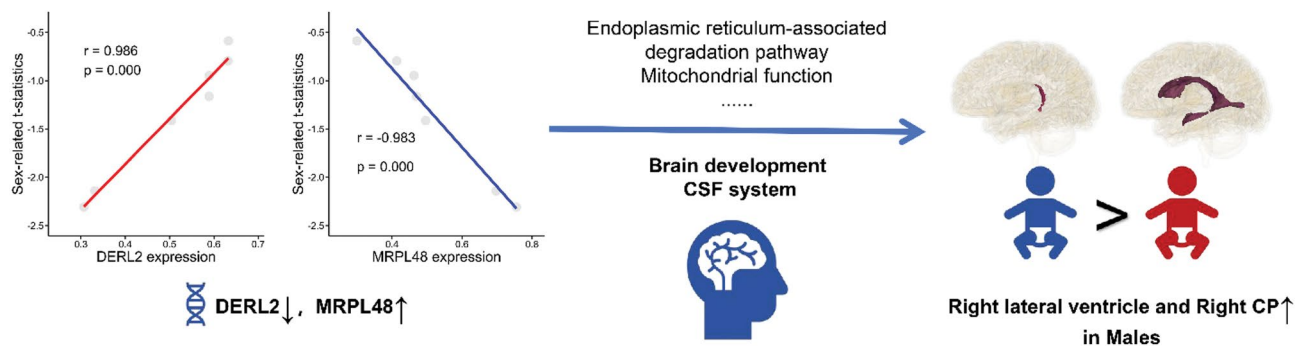 Sex-related t-statistics
-0.5
-1.0
-1.5
-2.0
-2.5
r = 0.986
p = 0.000
0.3
0.4
0.5
0.6
0.7
DERL2 expression
Sex-related t-statistics
-0.5
-1.0
-1.5
-2.0
-2.5
r = -0.983
p = 0.000
0.4
0.6
0.8
MRPL48 expression
DERL2↓, MRPL48↑
Endoplasmic reticulum-associated
degradation pathway
Mitochondrial function
......
Brain development
CSF system
>
Right lateral ventricle and Right CP↑
in Males